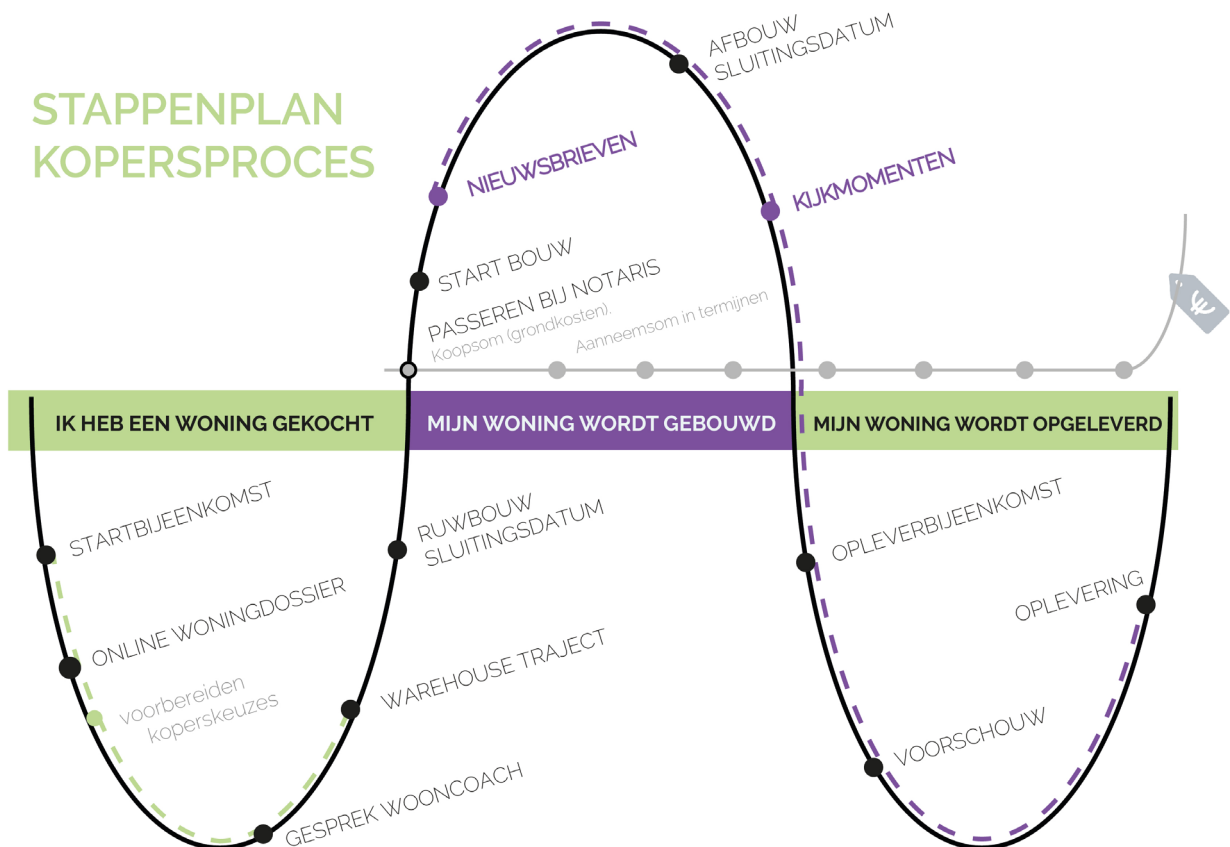 STAPPENPLAN
KOPERSPROCES
AFBOUW
SLUITINGSDATUM
NIEUWSBRIEVEN
KIJKMOMENTEN
START BOUW
PASSEREN BIJ NOTARIS
Koopsom (grondkosten).
Aanneemsom in termijnen
IK HEB EEN WONING GEKOCHT
MIJN WONING WORDT GEBOUWD
MIJN WONING WORDT OPGELEVERD
STARTBIJEENKOMST
ONLINE WONINGDOSSIER
voorbereiden
koperskeuzes
GESPREK WOONCOACH
WAREHOUSE TRAJECT
RUWBOUW
SLUITINGSDATUM
OPLEVERBIJEENKOMST
VOORSCHOUW
OPLEVERING
€